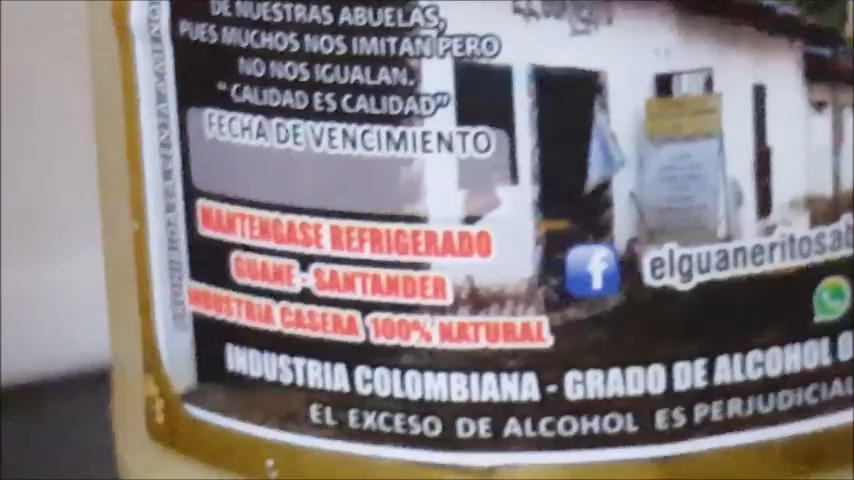 DE NUESTRAS ABUELAS,
PUES MUCHOS NOS IMITAN PERO
NO NOS IGUALAN.
"CALIDAD ES CALIDAD"
FECHA DE VENCIMIENTO
MANTENGASE REFRIGERADO
GUANE - SANTANDER
INDUSTRIA CASERA 100% NATURAL
elguaneritosab
INDUSTRIA COLOMBIANA - GRADO DE ALCOHOL 0
EL EXCESO DE ALCOHOL ES PERJUDICIAL